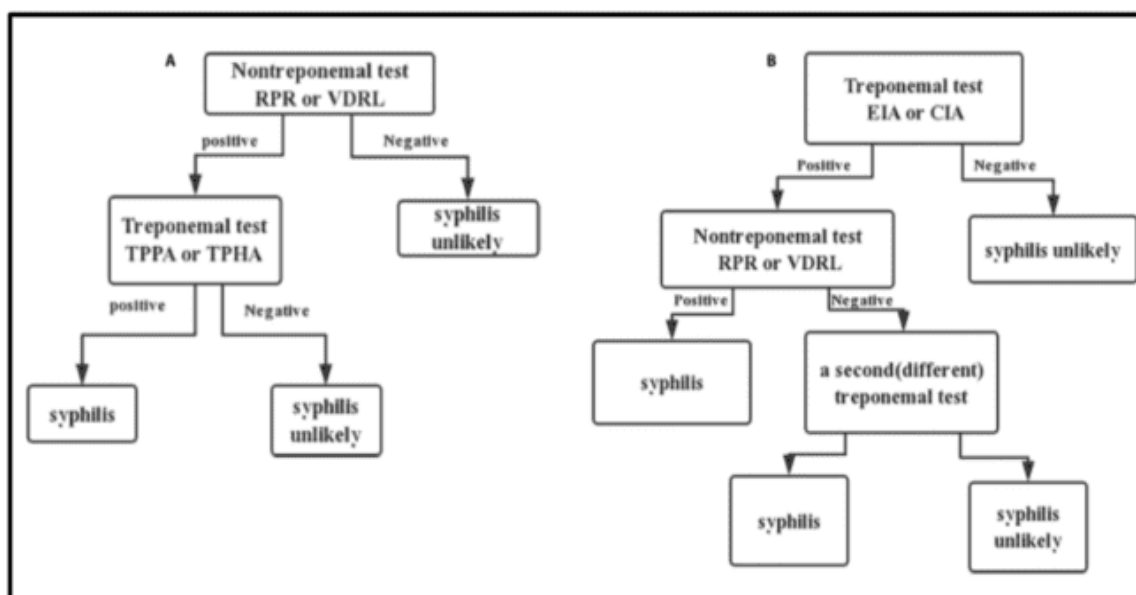 A
Nontreponemal test
RPR or VDRL
positive
Negative
Treponemal test
TPPA or TPHA
syphilis
unlikely
positive
Negative
syphilis
syphilis
unlikely
B
Treponemal test
EIA or CIA
Positive
Negative
Nontreponemal test
RPR or VDRL
syphilis unlikely
Positive
Negative
syphilis
a second(different)
treponemal test
syphilis
syphilis
unlikely